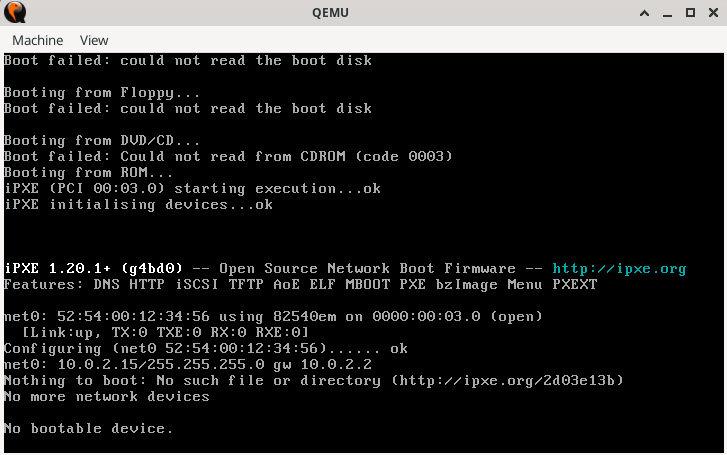 QEMU
Machine View
Boot failed: could not read the boot disk
Booting from Floppy...
Boot failed: could not read the boot disk
Booting from DVD/CD...
Boot failed: Could not read from CDROM (code 0003)
Booting from ROM...
iPXE (PCI 00:03.0) starting execution...ok
iPXE initialising devices...ok
iPXE 1.20.1+ (g4bd0) -- Open Source Network Boot Firmware -- http://ipxe.org
Features: DNS HTTP iSCSI TFTP AoE ELF MBOOT PXE bzImage Menu PXEXT
net0: 52:54:00:12:34:56 using 82540em on 0000:00:03.0 (open)
[Link:up, TX:0 TXE:0 RX:0 RXE:0]
Configuring (net0 52:54:00:12:34:56)...... ok
net0: 10.0.2.15/255.255.255.0 gw 10.0.2.2
Nothing to boot: No such file or directory (http://ipxe.org/2d03e13b)
No more network devices
No bootable device.